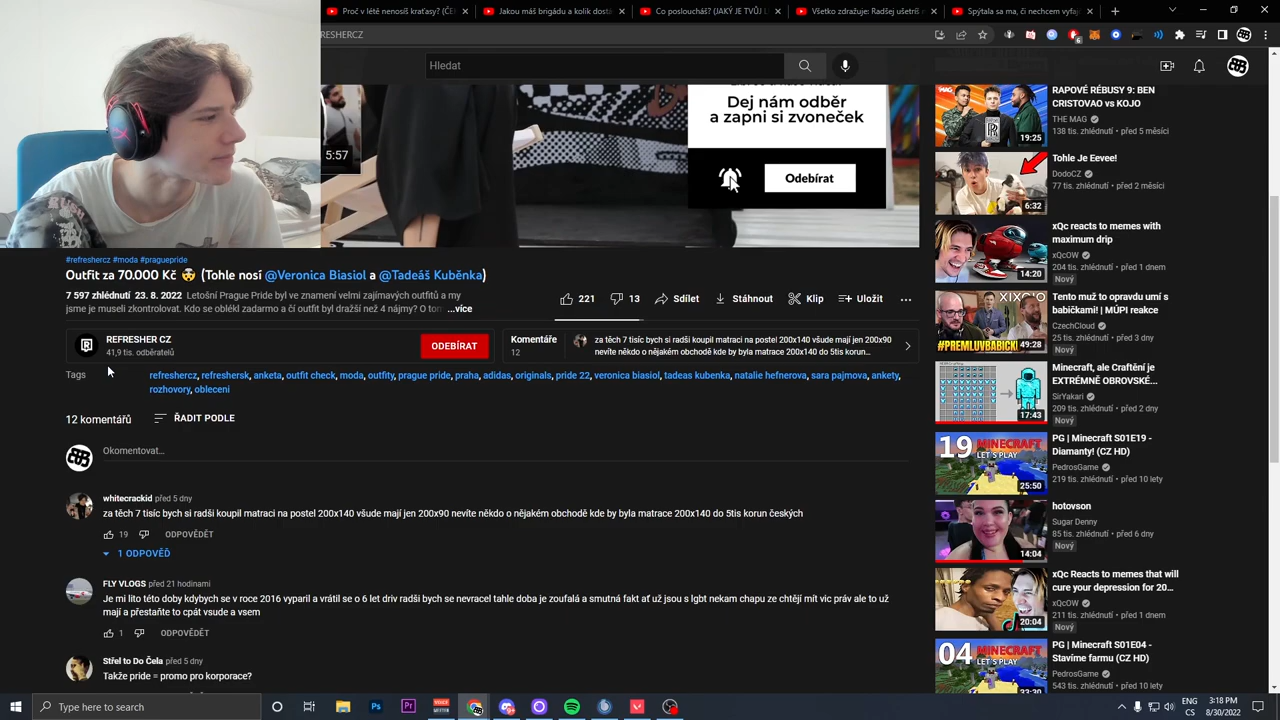 Proč v létě nenosíš kraťasy? (ČE
Jakou máš brigádu a kolik dosta
Co posloucháš? (JAKÝ JE TVŮJ L
Všetko zdražuje: Radšej ušetríš
Spýtala sa ma, či nechcem vyfaj
FRESHERCZ
Hledat
5:57
Dej nám odběr
a zapni si zvoneček
Odebírat
#refreshercz #moda #praguepride
Outfit za 70.000 Kč 🤯 (Tohle nosí @Veronica Biasiol a @Tadeáš Kuběnka)
7 597 zhlédnutí 23. 8. 2022 Letošní Prague Pride byl ve znamení velmi zajímavých outfitů a my
jsme je museli zkontrolovat. Kdo se oblékl zadarmo a čí outfit byl dražší než 4 nájmy? O tom ...více
221
13
Sdílet
Stáhnout
Klip
Uložit
REFRESHER CZ
41,9 tis. odběratelů
ODEBÍRAT
Komentáře
12
za těch 7 tisíc bych si radši koupil matraci na postel 200x140 všude mají jen 200x90
nevíte někdo o nějakém obchodě kde by byla matrace 200x140 do 5tis korun...
Tags
refreshercz, refreshersk, anketa, outfit check, moda, outfity, prague pride, praha, adidas, originals, pride 22, veronica biasiol, tadeas kubenka, natalie hefnerova, sara pajmova, ankety,
rozhovory, obleceni
12 komentářů
ŘADIT PODLE
Okomentovat...
whitecrackid před 5 dny
za těch 7 tisíc bych si radši koupil matraci na postel 200x140 všude mají jen 200x90 nevíte někdo o nějakém obchodě kde by byla matrace 200x140 do 5tis korun českých
19
ODPOVĚDĚT
1 ODPOVĚĎ
FLY VLOGS před 21 hodinami
Je mi lito této doby kdybych se v roce 2016 vyparil a vrátil se o 6 let driv radši bych se nevracel tahle doba je zoufalá a smutná fakt ať už jsou s lgbt nekam chapu ze chtějí mít vic práv ale to už
mají a přestaňte to cpát vsude a vsem
1
ODPOVĚDĚT
Střel to Do Čela před 5 dny
Takže pride = promo pro korporace?
RAPOVÉ RÉBUSY 9: BEN
CRISTOVAO vs KOJO
THE MAG
138 tis. zhlédnutí • před 5 měsíci
19:25
Tohle Je Eevee!
DodoCZ
77 tis. zhlédnutí • před 2 měsíci
6:32
xQc reacts to memes with
maximum drip
xQcOW
204 tis. zhlédnutí • před 1 dnem
Nový
14:20
Tento muž to opravdu umí s
babičkami! | MŮPI reakce
CzechCloud
25 tis. zhlédnutí • před 3 dny
Nový
#PREMLUVBABICKU
49:28
Minecraft, ale Craftění je
EXTRÉMNĚ OBROVSKÉ...
SirYakari
209 tis. zhlédnutí • před 2 dny
Nový
17:43
PG | Minecraft S01E19 -
Diamanty! (CZ HD)
PedrosGame
219 tis. zhlédnutí • před 10 lety
19 MINECRAFT
LET'S PLAY
25:50
hotovson
Sugar Denny
85 tis. zhlédnutí • před 6 dny
Nový
14:04
xQc Reacts to memes that will
cure your depression for 20...
xQcOW
211 tis. zhlédnutí • před 1 dnem
Nový
20:04
PG | Minecraft S01E04 -
Stavíme farmu (CZ HD)
PedrosGame
543 tis. zhlédnutí • před 10 lety
04 MINECRAFT
LET'S PLAY
33:30
Type here to search
ENG
CS
3:18 PM
8/30/2022